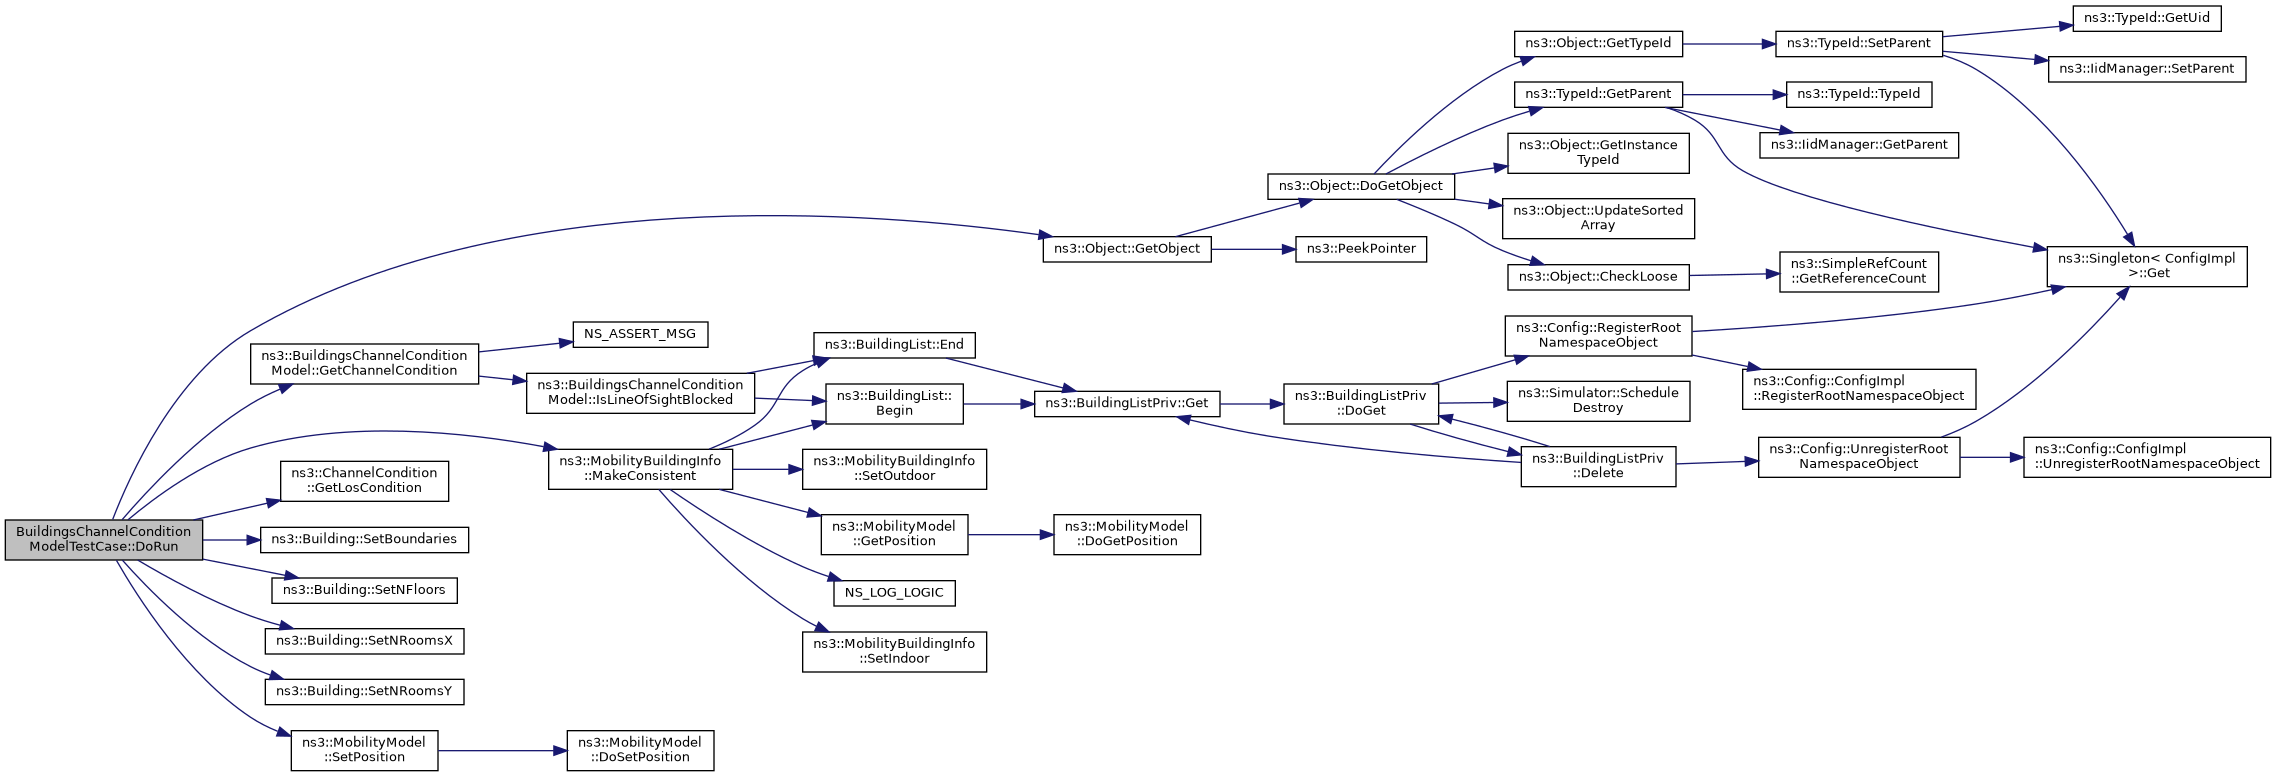 BuildingsChannelCondition
ModelTestCase::DoRun
ns3::Object::GetObject
ns3::BuildingsChannelCondition
Model::GetChannelCondition
ns3::MobilityBuildingInfo
::MakeConsistent
ns3::ChannelCondition
::GetLosCondition
ns3::Building::SetBoundaries
ns3::Building::SetNFloors
ns3::Building::SetNRoomsX
ns3::Building::SetNRoomsY
ns3::MobilityModel
::SetPosition
ns3::MobilityModel
::DoSetPosition
NS_ASSERT_MSG
ns3::BuildingsChannelCondition
Model::IsLineOfSightBlocked
ns3::BuildingList::End
ns3::BuildingList::
Begin
ns3::MobilityBuildingInfo
::SetOutdoor
ns3::MobilityModel
::GetPosition
ns3::MobilityModel
::DoGetPosition
NS_LOG_LOGIC
ns3::MobilityBuildingInfo
::SetIndoor
ns3::BuildingListPriv::Get
ns3::BuildingListPriv
::DoGet
ns3::Config::RegisterRoot
NamespaceObject
ns3::Simulator::Schedule
Destroy
ns3::BuildingListPriv
::Delete
ns3::Config::ConfigImpl
::RegisterRootNamespaceObject
ns3::Config::UnregisterRoot
NamespaceObject
ns3::Config::ConfigImpl
::UnregisterRootNamespaceObject
ns3::Object::DoGetObject
ns3::PeekPointer
ns3::Object::GetTypeId
ns3::TypeId::GetParent
ns3::Object::GetInstance
TypeId
ns3::Object::UpdateSorted
Array
ns3::Object::CheckLoose
ns3::SimpleRefCount
::GetReferenceCount
ns3::TypeId::SetParent
ns3::TypeId::TypeId
ns3::IidManager::GetParent
ns3::TypeId::GetUid
ns3::IidManager::SetParent
ns3::Singleton< ConfigImpl
>::Get